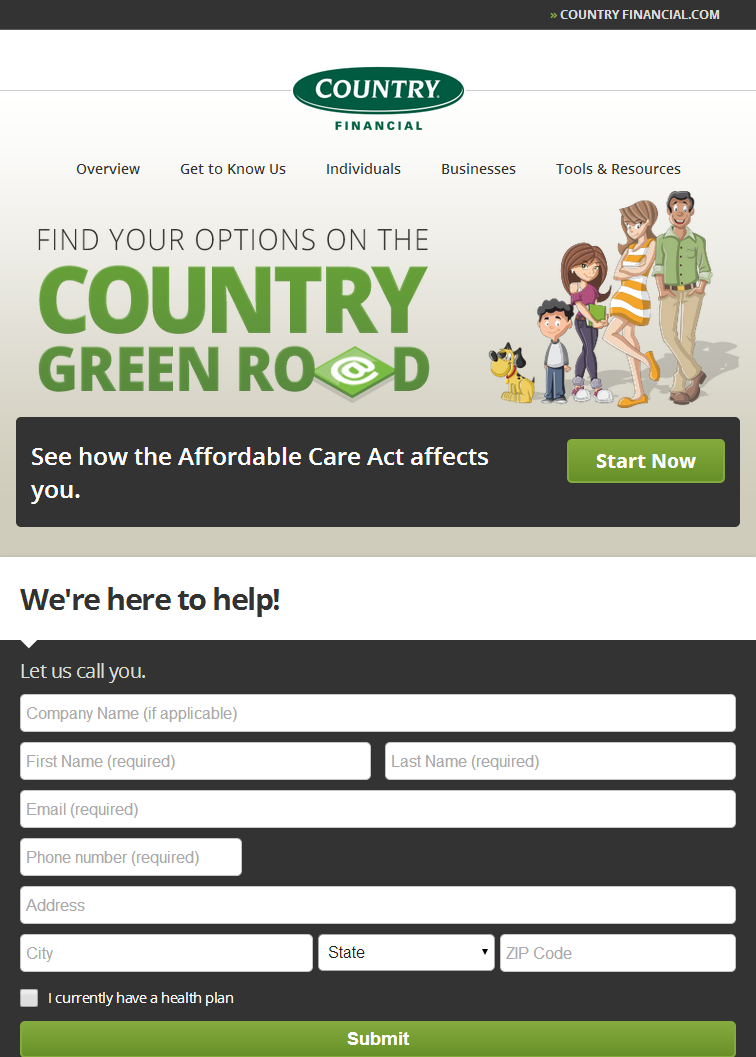 » COUNTRY FINANCIAL.COM
COUNTRY®
FINANCIAL
Overview Get to Know Us Individuals Businesses Tools & Resources
FIND YOUR OPTIONS ON THE
COUNTRY
GREEN RO@D
See how the Affordable Care Act affects
you.
Start Now
We're here to help!
Let us call you.
Company Name (if applicable)
First Name (required) Last Name (required)
Email (required)
Phone number (required)
Address
City State ZIP Code
I currently have a health plan
Submit